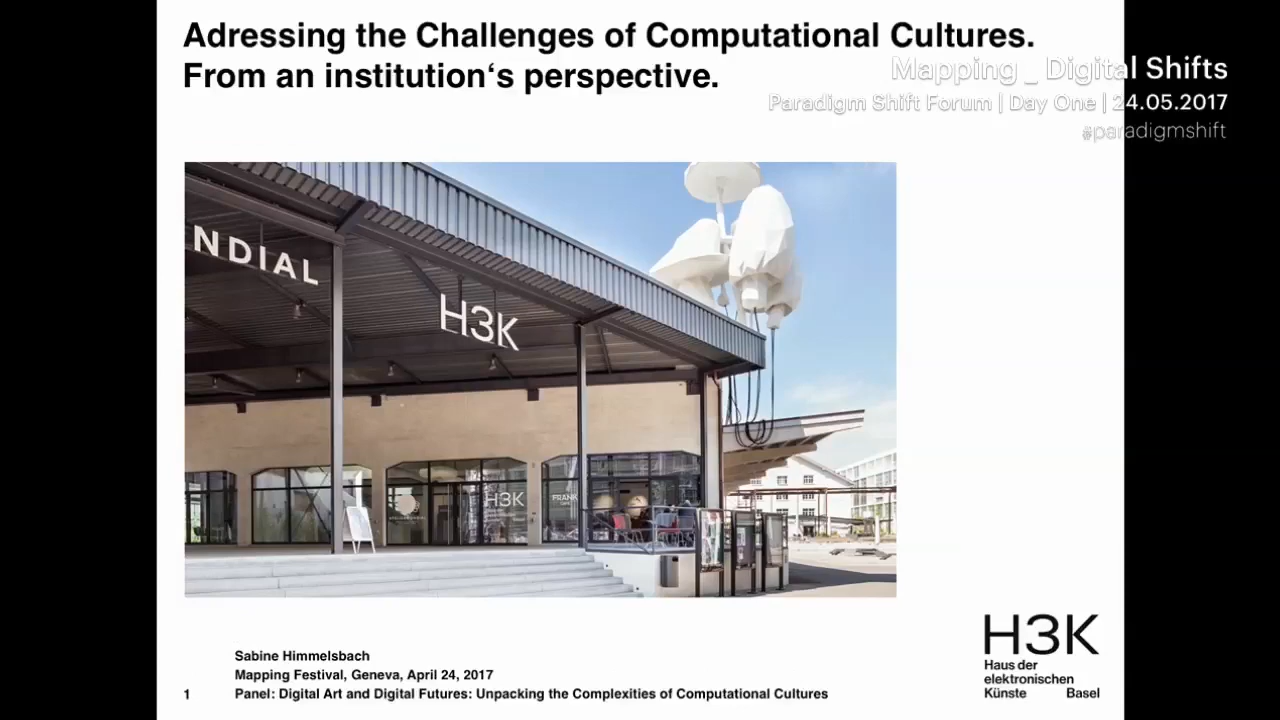 Adressing the Challenges of Computational Cultures.
From an institution‘s perspective.
Mapping _ Digital Shifts
Paradigm Shift Forum | Day One | 24.05.2017
#paradigmshift
NDIAL
H3K
H3K
FRANK
Sabine Himmelsbach
Mapping Festival, Geneva, April 24, 2017
1 Panel: Digital Art and Digital Futures: Unpacking the Complexities of Computational Cultures
H3K
Haus der
elektronischen
Künste Basel